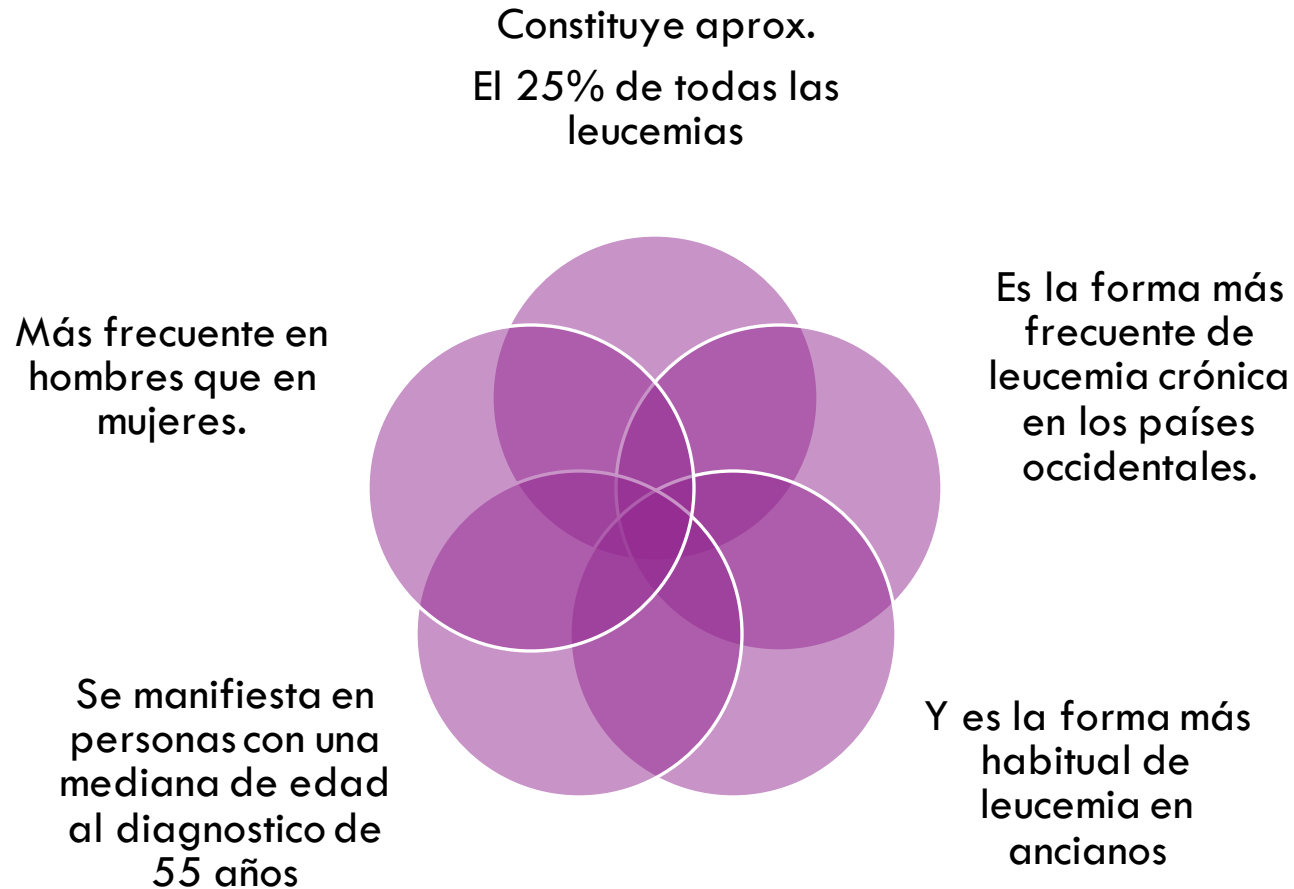 Constituye aprox.
El 25% de todas las
leucemias
Es la forma más
frecuente de
leucemia crónica
en los países
occidentales.
Y es la forma más
habitual de
leucemia en
ancianos
Se manifiesta en
personas con una
mediana de edad
al diagnostico de
55 años
Más frecuente en
hombres que en
mujeres.